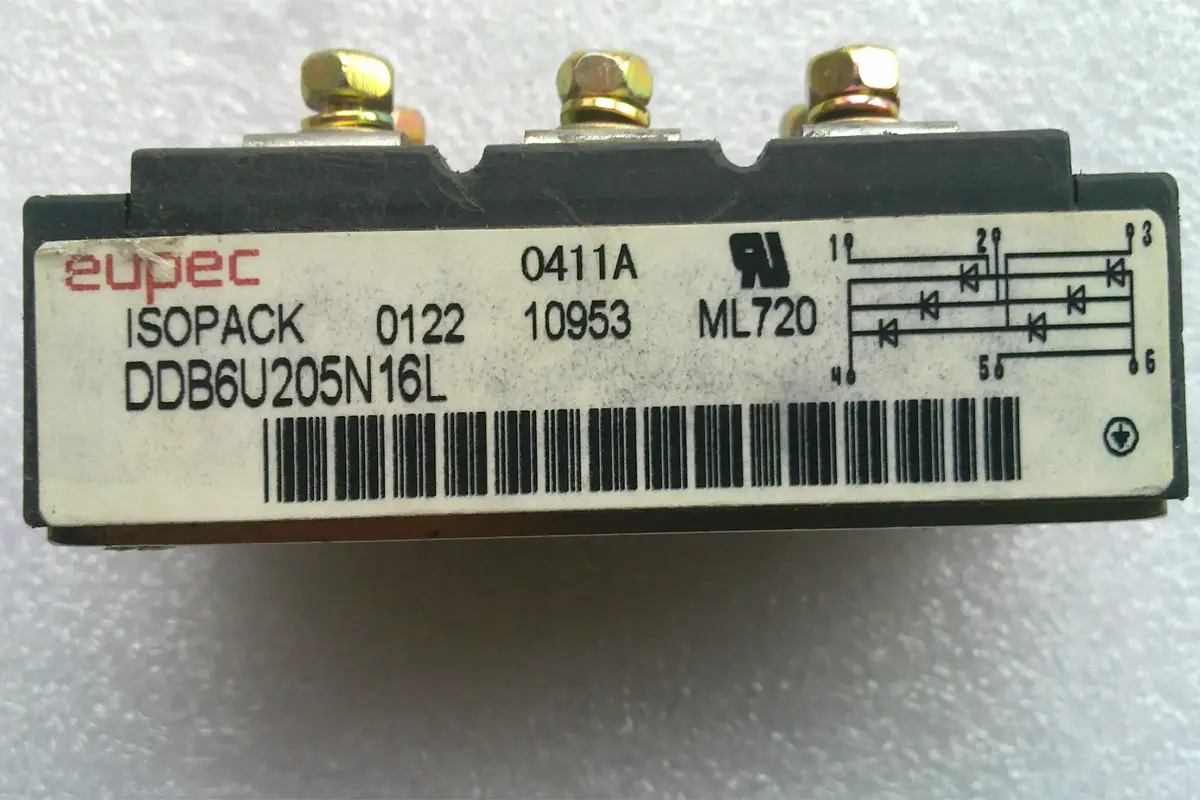 eupec 0411A
ISOPACK 0122 10953 ML720
DDB6U205N16L
1 2 3
4 5 6